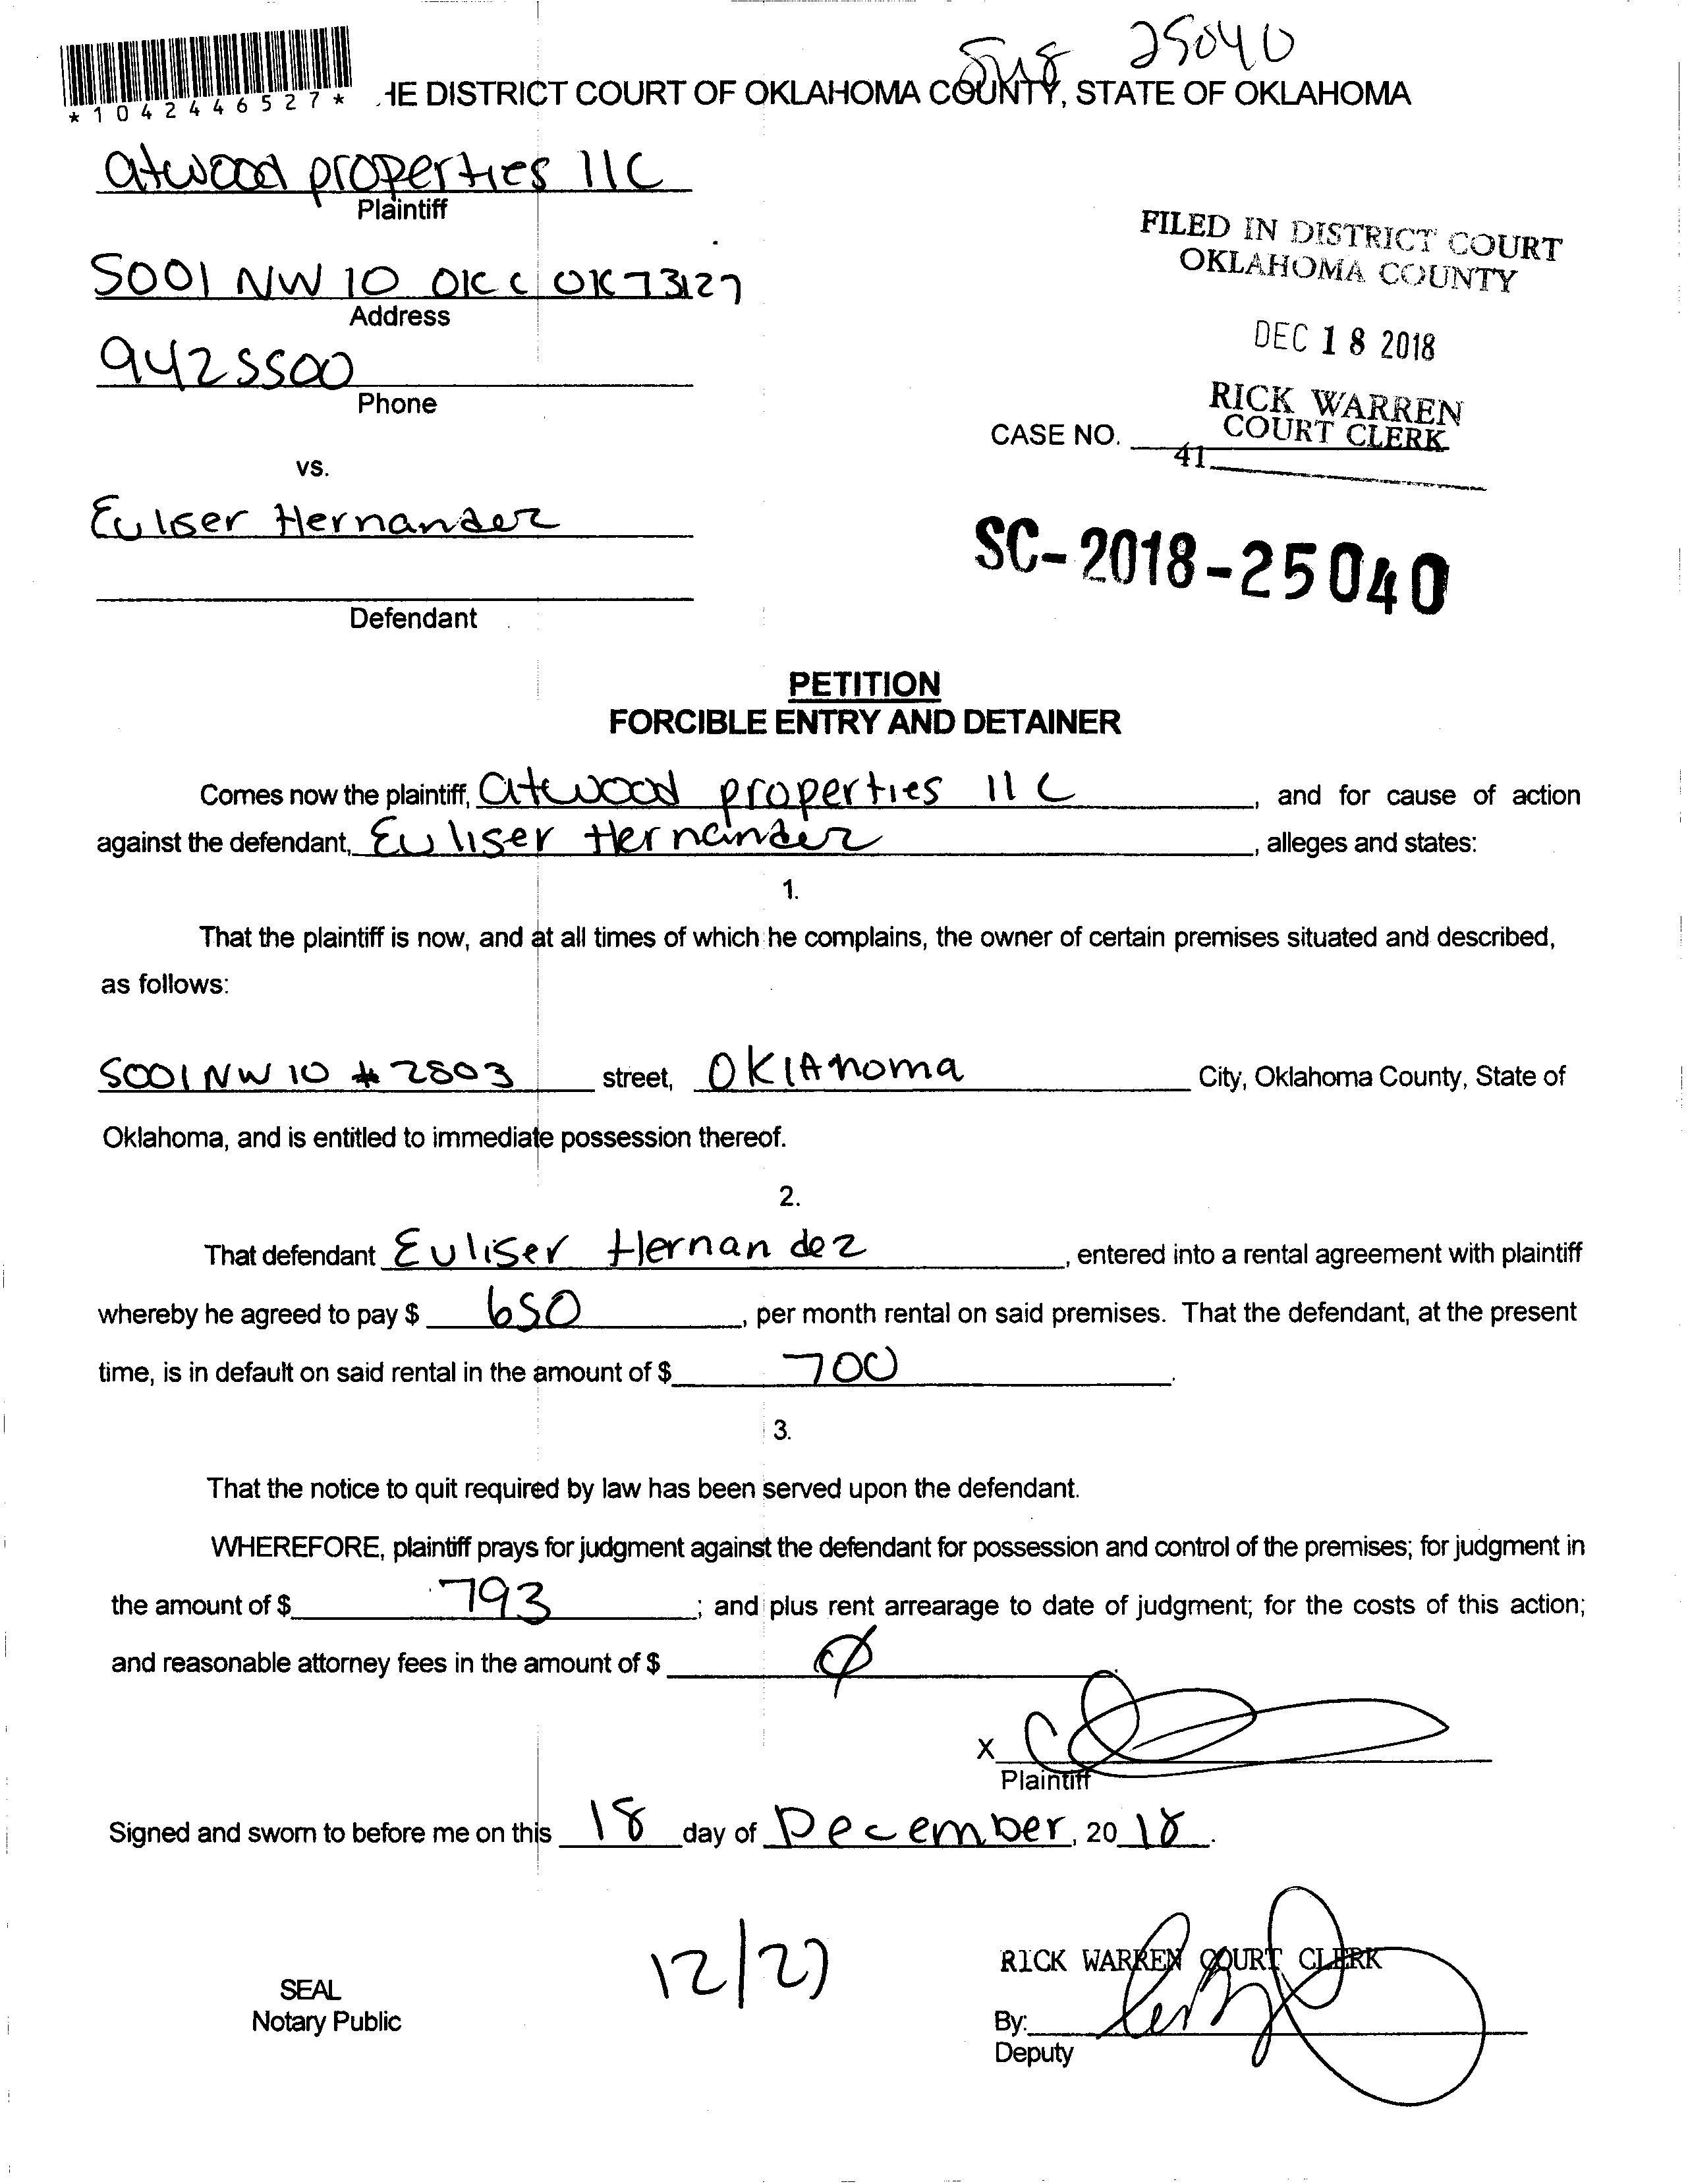 25040
*1042446527*
HE DISTRICT COURT OF OKLAHOMA COUNTY, STATE OF OKLAHOMA
atwood properties llc
Plaintiff
5001 NW 10 OKC OK 73127
Address
9425500
Phone
FILED IN DISTRICT COURT
OKLAHOMA COUNTY
DEC 18 2018
RICK WARREN
COURT CLERK
CASE NO.
41
vs.
Euliser Hernandez
SC-2018-25040
Defendant
PETITION
FORCIBLE ENTRY AND DETAINER
Comes now the plaintiff, atwood properties llc, and for cause of action
against the defendant, Euliser Hernandez, alleges and states:
1.
That the plaintiff is now, and at all times of which he complains, the owner of certain premises situated and described,
as follows:
5001 NW 10 # 2803 street, OKlAhoma City, Oklahoma County, State of
Oklahoma, and is entitled to immediate possession thereof.
2.
That defendant Euliser Hernandez, entered into a rental agreement with plaintiff
whereby he agreed to pay $ 650, per month rental on said premises. That the defendant, at the present
time, is in default on said rental in the amount of $ 700.
3.
That the notice to quit required by law has been served upon the defendant.
WHEREFORE, plaintiff prays for judgment against the defendant for possession and control of the premises; for judgment in
the amount of $ 793; and plus rent arrearage to date of judgment; for the costs of this action;
and reasonable attorney fees in the amount of $ ∅
X
Plaintiff
Signed and sworn to before me on this 18 day of December, 20 18.
12/27
RICK WARREN COURT CLERK
SEAL
Notary Public
By:
Deputy